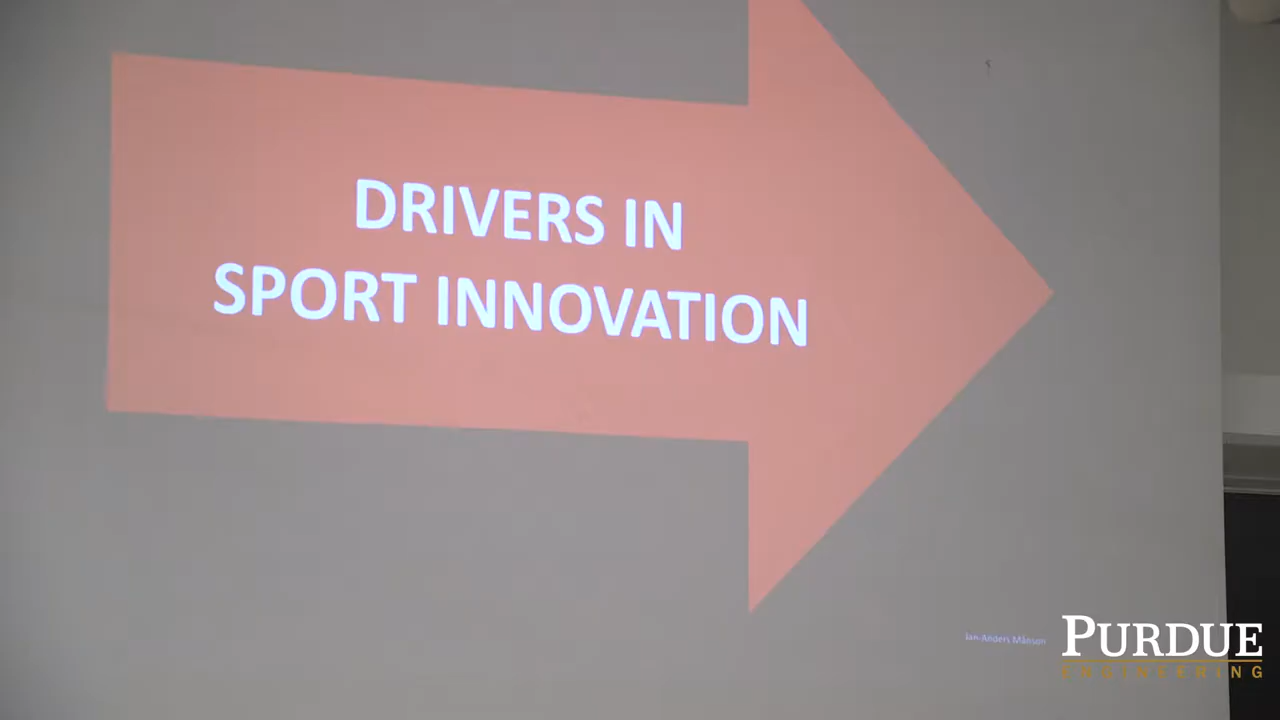 DRIVERS IN
SPORT INNOVATION
Jan-Anders Månson
PURDUE
ENGINEERING